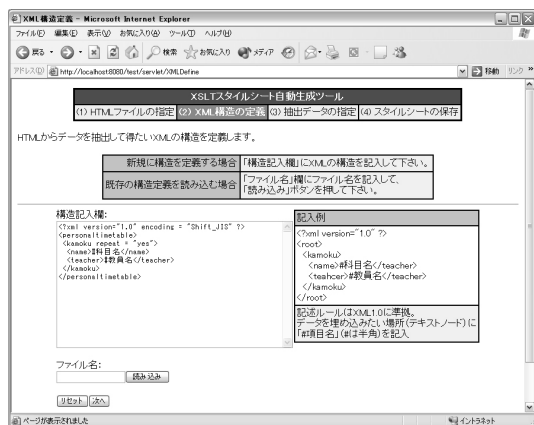 XML構造定義 - Microsoft Internet Explorer
ファイル(F) 編集(E) 表示(V) お気に入り(A) ツール(T) ヘルプ(H)
戻る 検索 お気に入り メディア
アドレス(D) http://localhost:8080/test/servlet/XMLDefine 移動 リンク »
XSLTスタイルシート自動生成ツール
(1) HTMLファイルの指定 (2) XML構造の定義 (3) 抽出データの指定 (4) スタイルシートの保存
HTMLからデータを抽出して得たいXMLの構造を定義します。
新規に構造を定義する場合 「構造記入欄」にXMLの構造を記入して下さい。
既存の構造定義を読み込む場合 「ファイル名」欄にファイル名を記入して、
「読み込み」ボタンを押して下さい。
構造記入欄:
<?xml version="1.0" encoding = "Shift_JIS" ?>
<personaltimetable>
<kamoku repeat = "yes">
<name>#科目名</name>
<teacher>#教員名</teacher>
</kamoku>
</personaltimetable>
記入例
<?xml version="1.0" ?>
<root>
<kamoku>
<name>#科目名</teacher>
<teahcer>#教員名</teacher>
</kamoku>
</root>
記述ルールはXML1.0に準拠。
データを埋め込みたい場所(テキストノード)に
「#項目名」(#は半角)を記入
ファイル名:
読み込み
リセット 次へ
ページが表示されました イントラネット